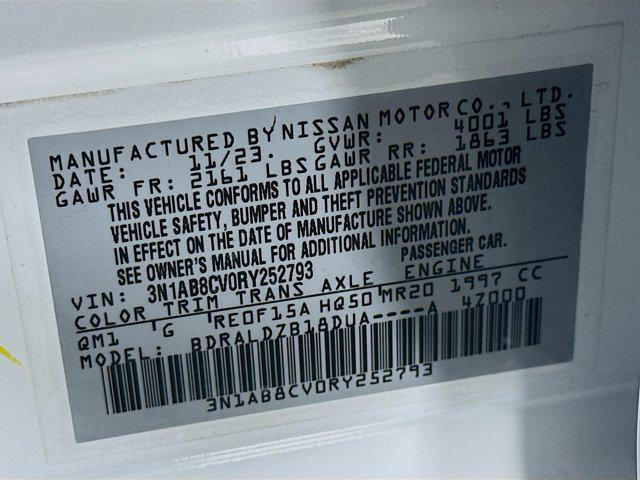 MANUFACTURED BY NISSAN MOTOR CO., LTD.
DATE: 11/23. GVWR: 4001 LBS
GAWR FR: 2161 LBS GAWR RR: 1863 LBS
THIS VEHICLE CONFORMS TO ALL APPLICABLE FEDERAL MOTOR
VEHICLE SAFETY, BUMPER AND THEFT PREVENTION STANDARDS
IN EFFECT ON THE DATE OF MANUFACTURE SHOWN ABOVE.
SEE OWNER'S MANUAL FOR ADDITIONAL INFORMATION.
VIN: 3N1AB8CV0RY252793 PASSENGER CAR.
COLOR TRIM TRANS AXLE ENGINE
QM1 'G 'RE0F15A HQ50'MR20 1997 CC
MODEL: BDRALDZB1ADUA----A 4Z000
3N1AB8CV0RY252793